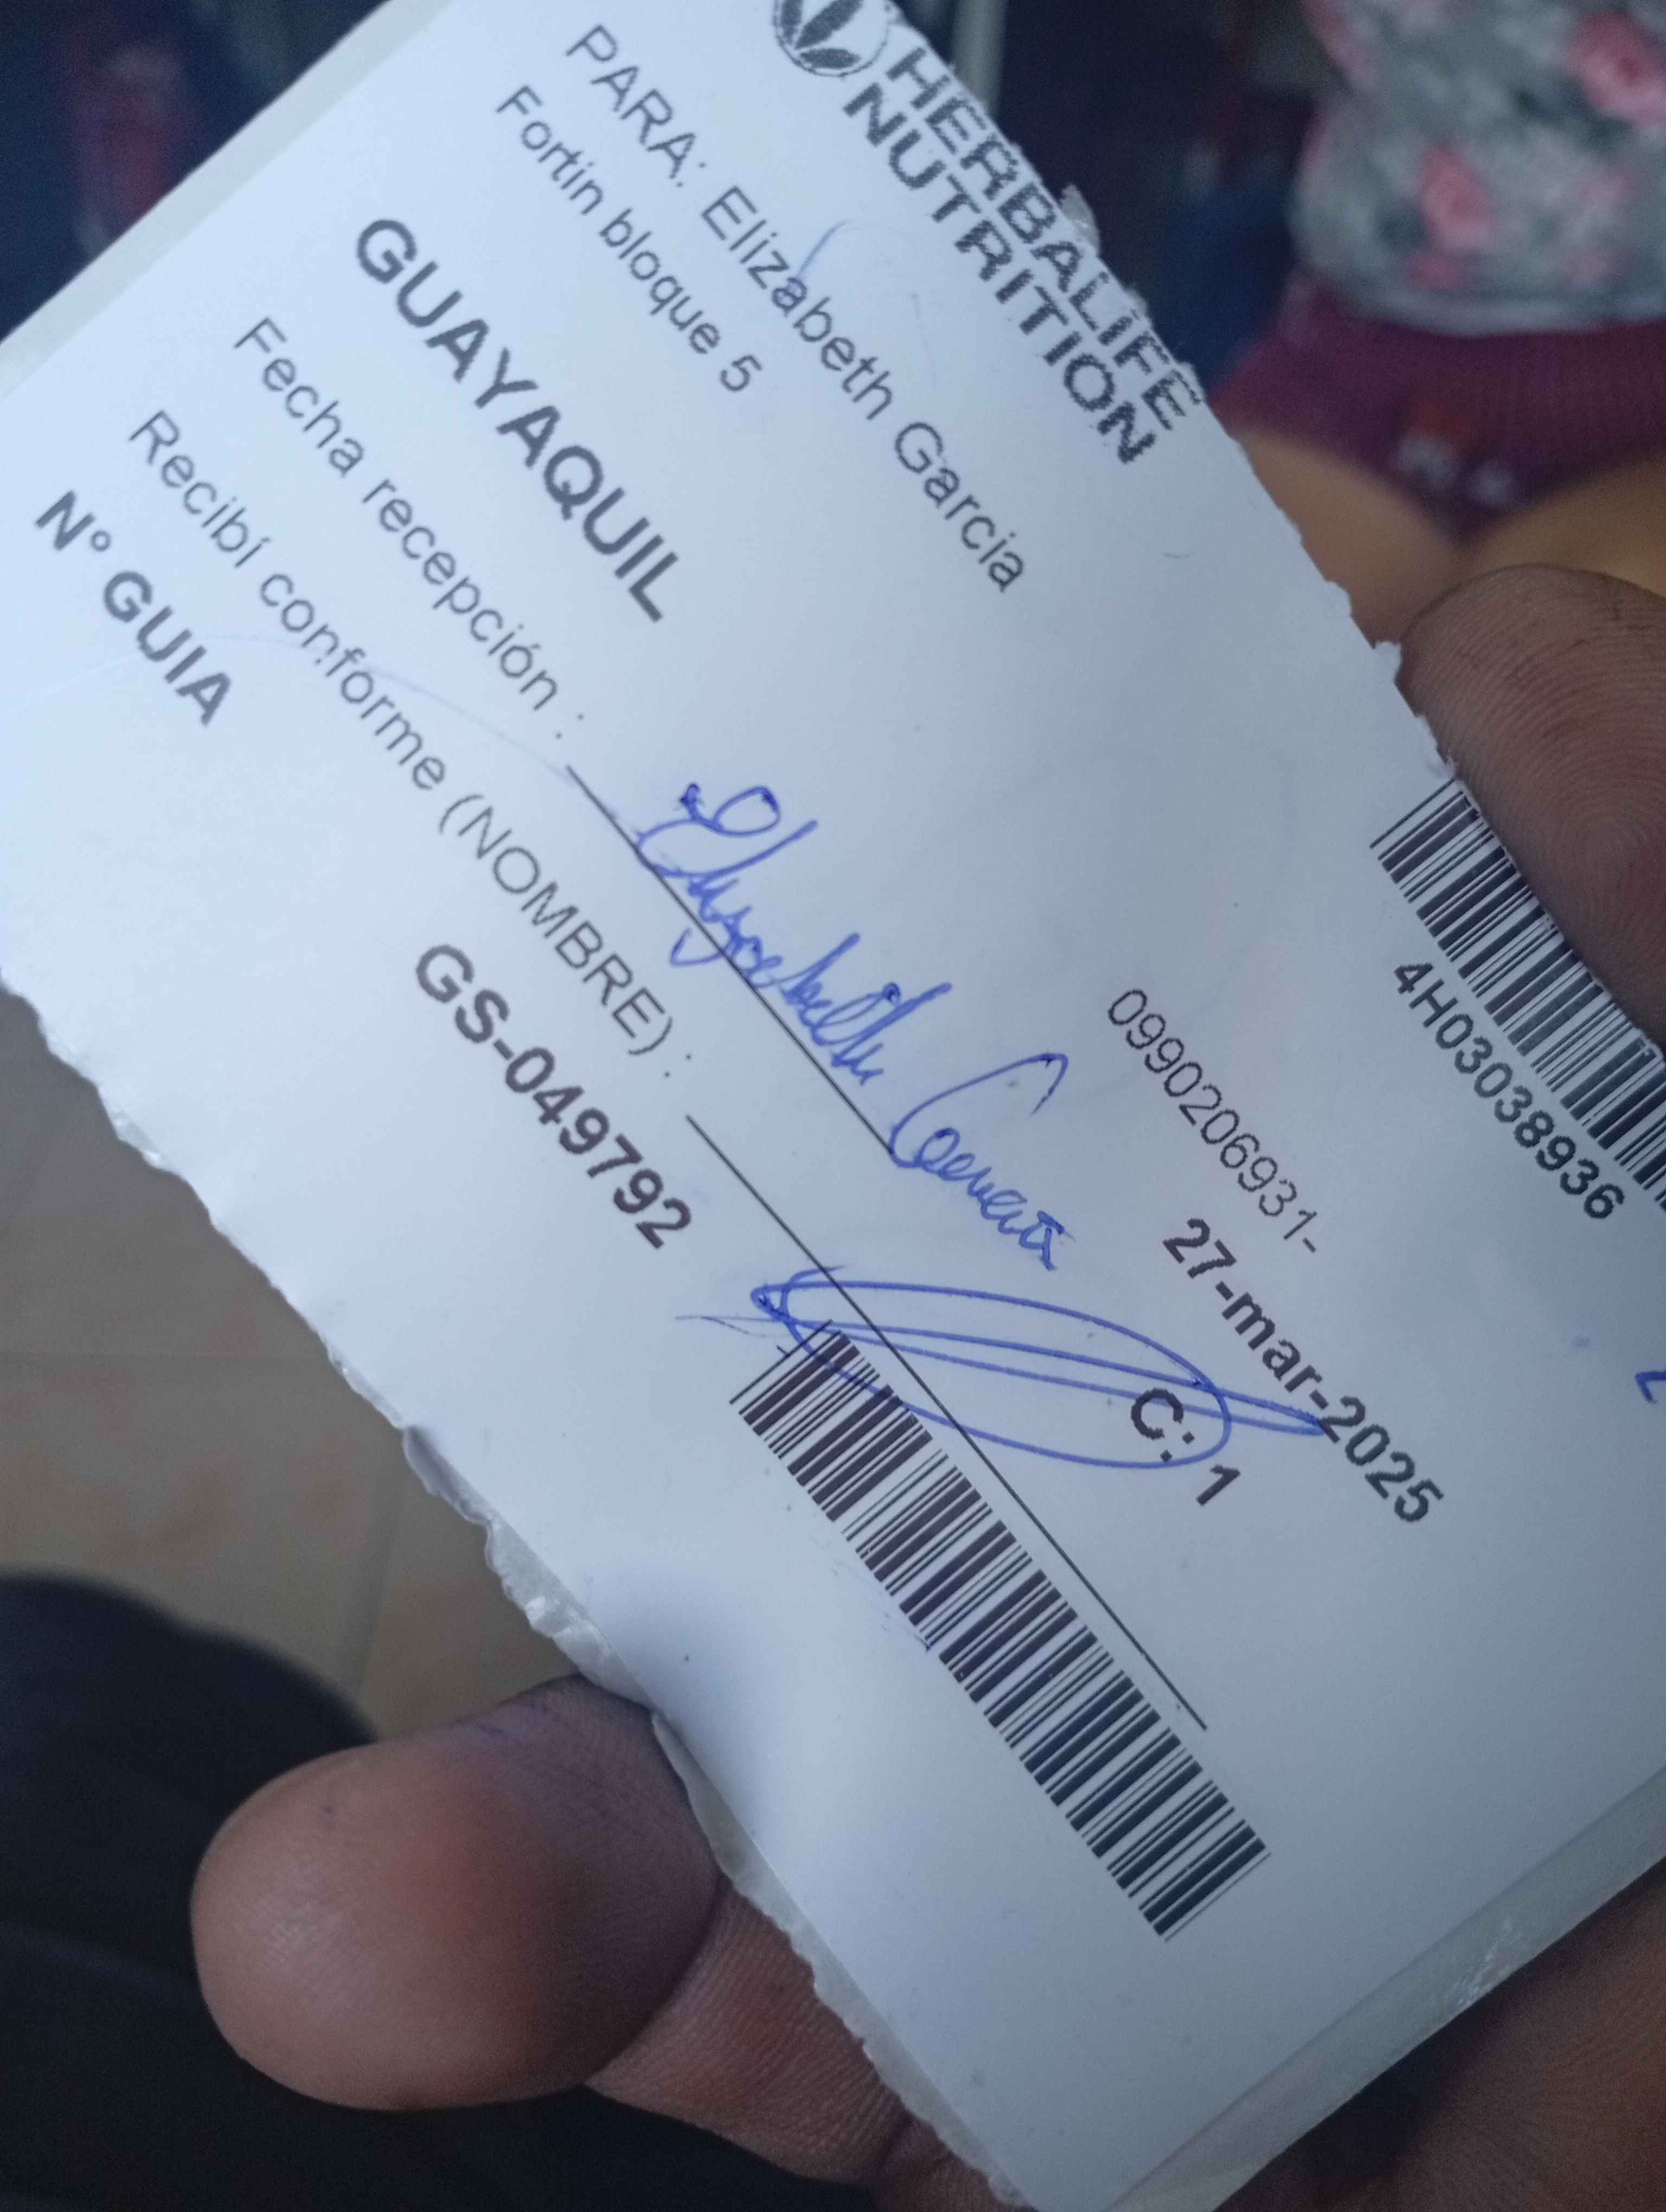 HERBALIFE
NUTRITION
4H03038936
PARA: Elizabeth Garcia
0990206931-
Fortin bloque 5
27-mar-2025
GUAYAQUIL
C: 1
Fecha recepción :
Elizabeth
Recibí conforme (NOMBRE) :
N° GUIA
GS-049792